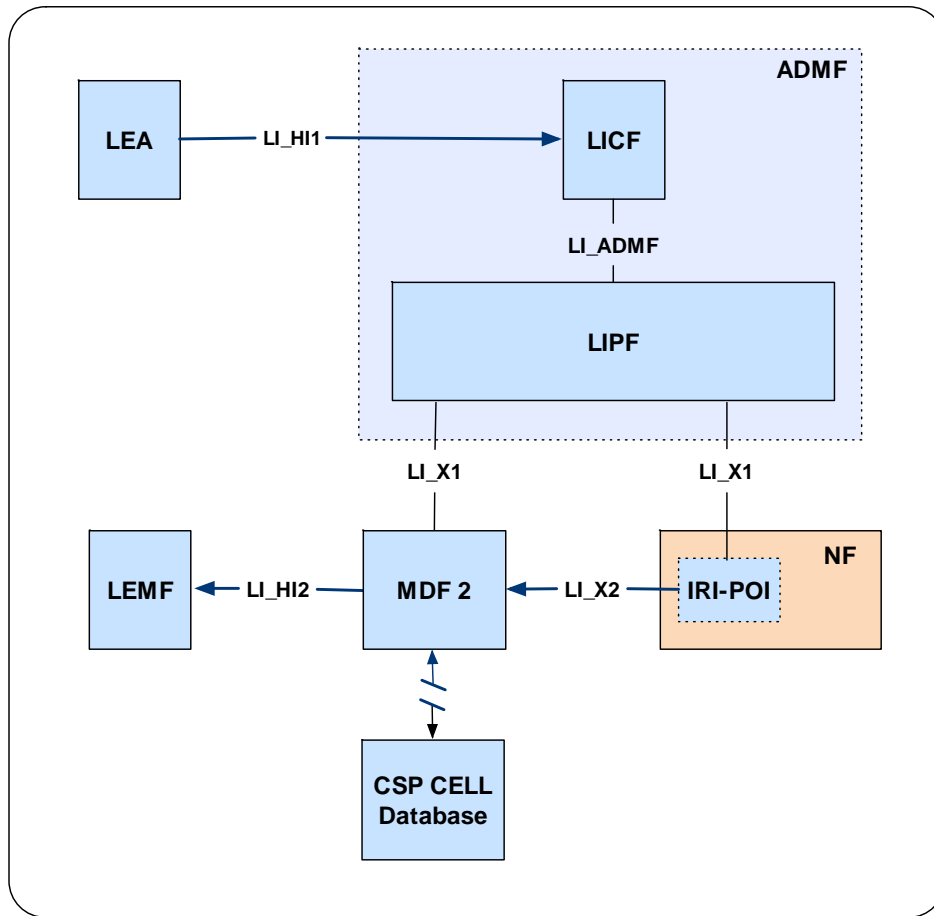 ADMF
LEA
LI_HI1
LICF
LI_ADMF
LIPF
LI_X1
LI_X1
NF
LEMF
LI_HI2
MDF 2
LI_X2
IRI-POI
CSP CELL
Database